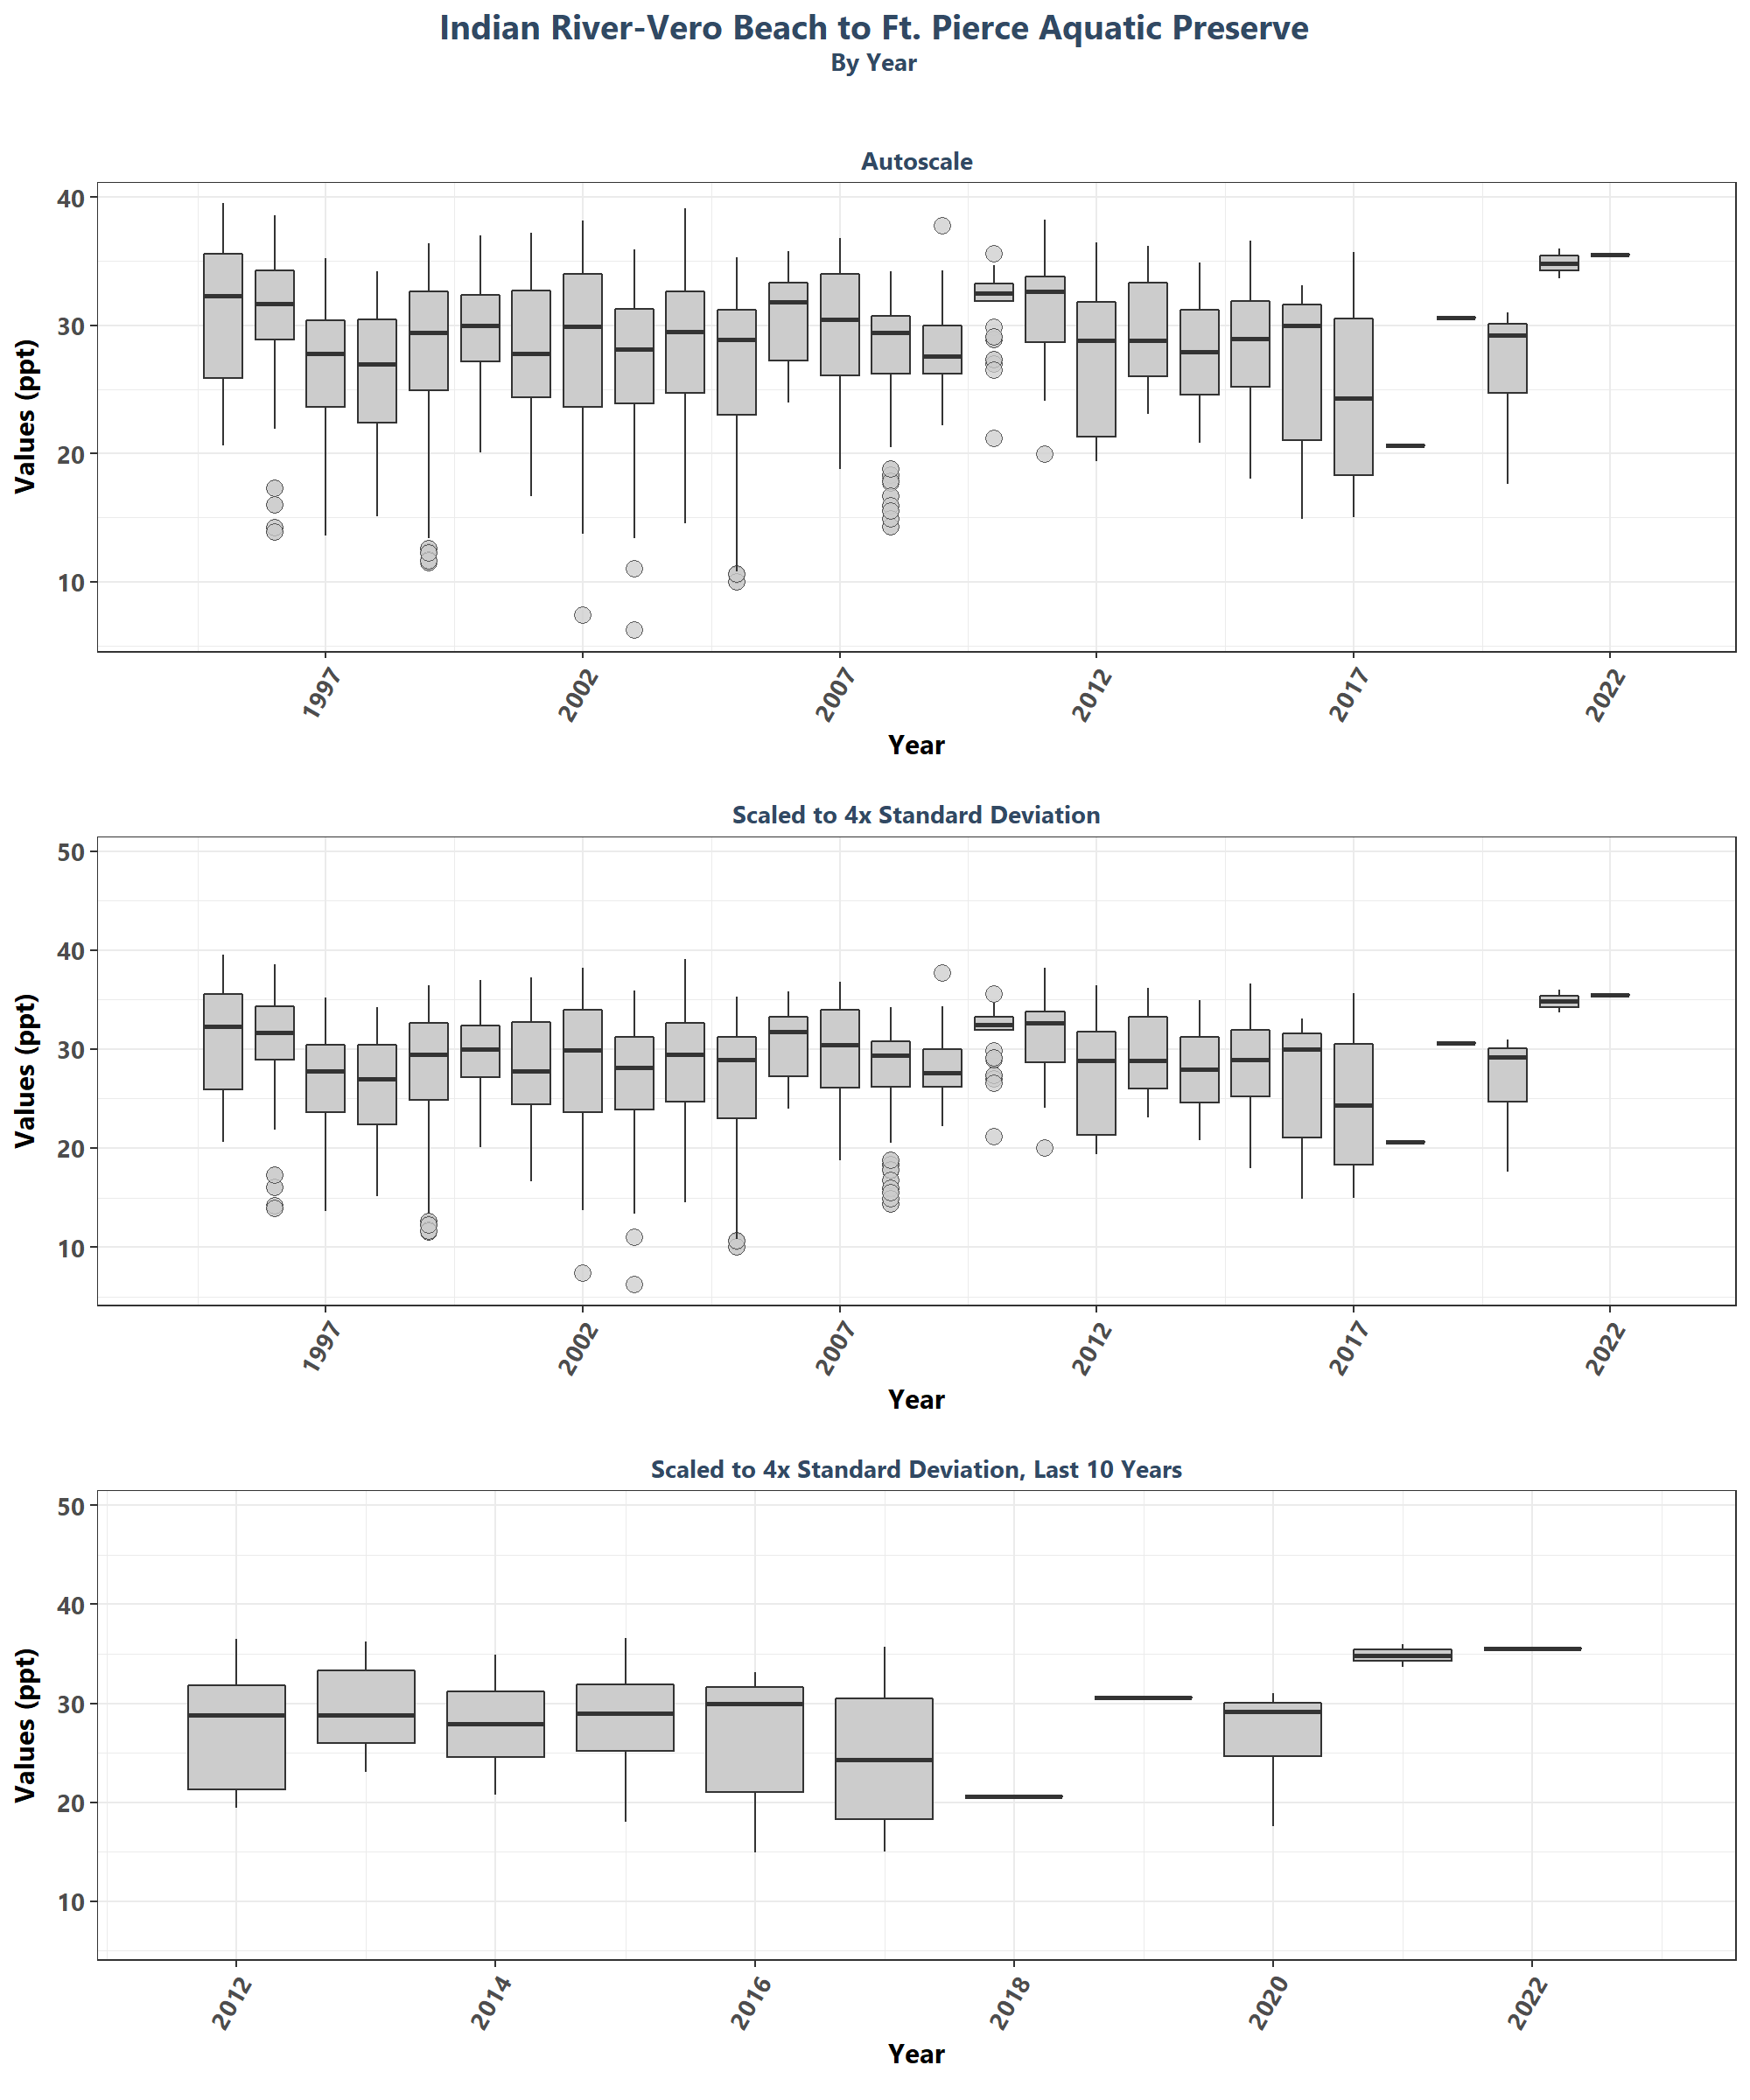 Indian River-Vero Beach to Ft. Pierce Aquatic Preserve
By Year
Autoscale
Values (ppt)
40
30
20
10
1997
2002
2007
2012
2017
2022
Year
Scaled to 4x Standard Deviation
Values (ppt)
50
40
30
20
10
1997
2002
2007
2012
2017
2022
Year
Scaled to 4x Standard Deviation, Last 10 Years
Values (ppt)
50
40
30
20
10
2012
2014
2016
2018
2020
2022
Year